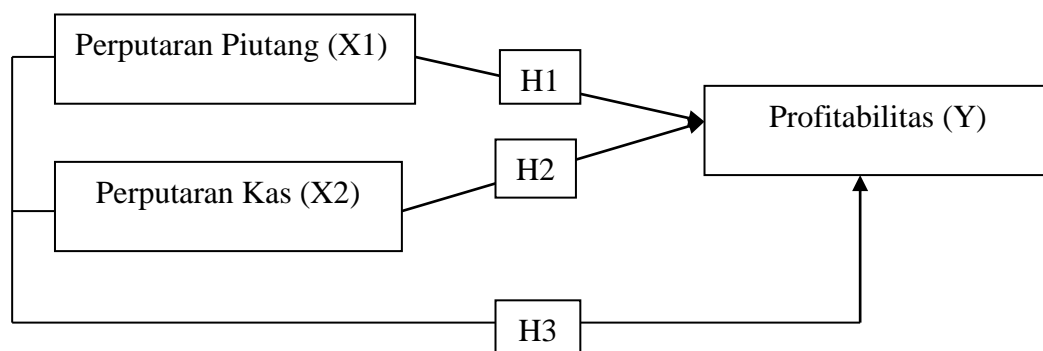 Perputaran Piutang (X1)
H1
Profitabilitas (Y)
H2
Perputaran Kas (X2)
H3